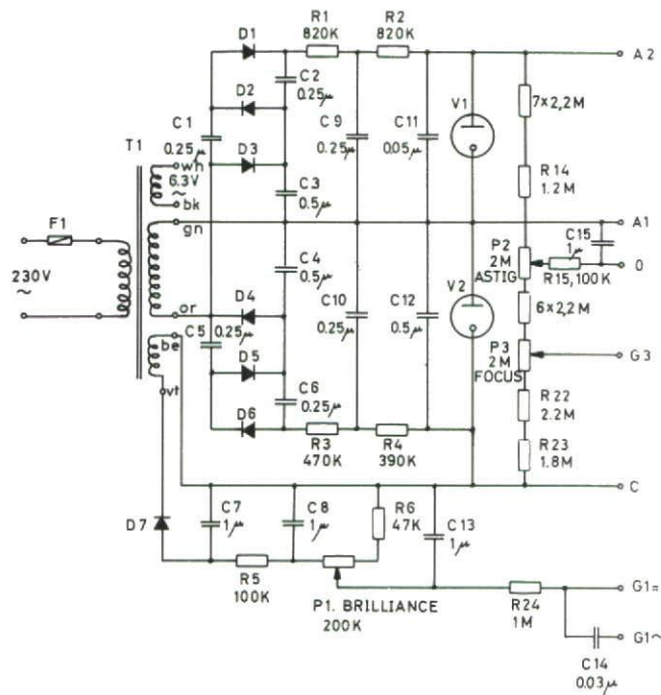 R1
820K
R2
820K
D1
A2
C2
0.25µ
D2
V1
7×2,2M
C1
0.25µ
C9
0.25µ
C11
0.05µ
T1
D3
wh
6.3V
~
bk
C3
0.5µ
R14
1.2M
F1
gn
A1
C15
1µ
P2
2M
ASTIG
0
R15,100K
230V
~
C4
0.5µ
or
D4
C10
0.25µ
C12
0.5µ
V2
6×2,2M
C5
0.25µ
be
P3
2M
FOCUS
G3
D5
vt
C6
0.25µ
D6
R22
2.2M
R3
470K
R4
390K
R23
1.8M
C
D7
C7
1µ
C8
1µ
R6
47K
C13
1µ
R5
100K
P1. BRILLIANCE
200K
R24
1M
G1=
G1~
C14
0.03µ